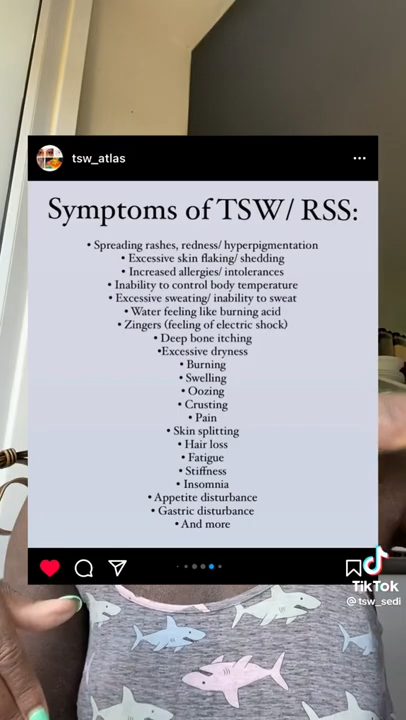 tsw_atlas
Symptoms of TSW/ RSS:
• Spreading rashes, redness/ hyperpigmentation
• Excessive skin flaking/ shedding
• Increased allergies/ intolerances
• Inability to control body temperature
• Excessive sweating/ inability to sweat
• Water feeling like burning acid
• Zingers (feeling of electric shock)
• Deep bone itching
•Excessive dryness
• Burning
• Swelling
• Oozing
• Crusting
• Pain
• Skin splitting
• Hair loss
• Fatigue
• Stiffness
• Insomnia
• Appetite disturbance
• Gastric disturbance
• And more
TikTok
@tsw_sedi